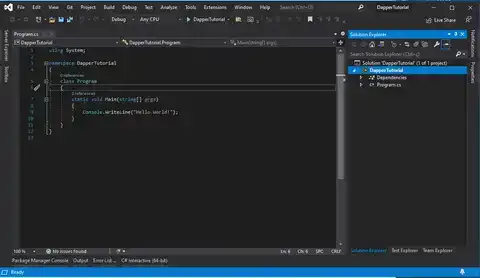 File Edit View Project Build Debug Test Analyze Tools Extensions Window Help
Search (Ctrl+Q)
DapperTutorial
Debug Any CPU DapperTutorial
Live Share
Server Explorer
Toolbox
Program.cs
DapperTutorial DapperTutorial.Program Main(string[] args)
1 using System;
2
3 namespace DapperTutorial
4 {
0 references
5 class Program
6 {
0 references
7 static void Main(string[] args)
8 {
9 Console.WriteLine("Hello World!");
10 }
11 }
12 }
13
Solution Explorer
Search Solution Explorer (Ctrl+ç)
Solution 'DapperTutorial' (1 of 1 project)
DapperTutorial
Dependencies
Program.cs
Notifications
Properties
100 % No issues found Ln: 6 SPC CRLF
Solution Explorer Test Explorer Team Explorer
Package Manager Console Output Error List ... C# Interactive (64-bit)
Ready